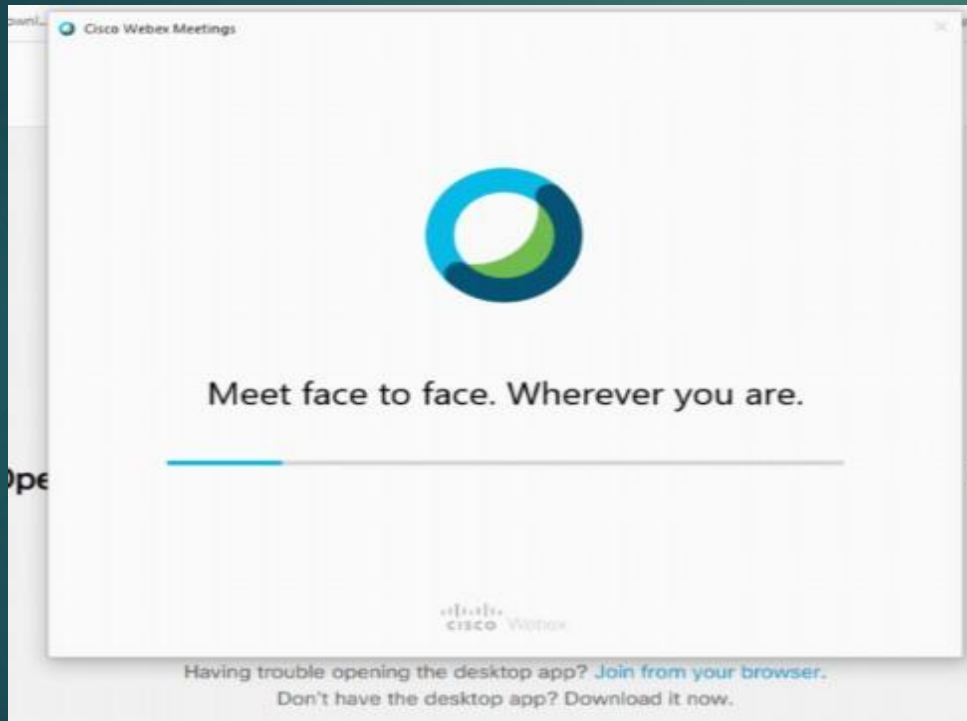 Cisco Webex Meetings
Meet face to face. Wherever you are.
CISCO Webex
Having trouble opening the desktop app? Join from your browser.
Don't have the desktop app? Download it now.